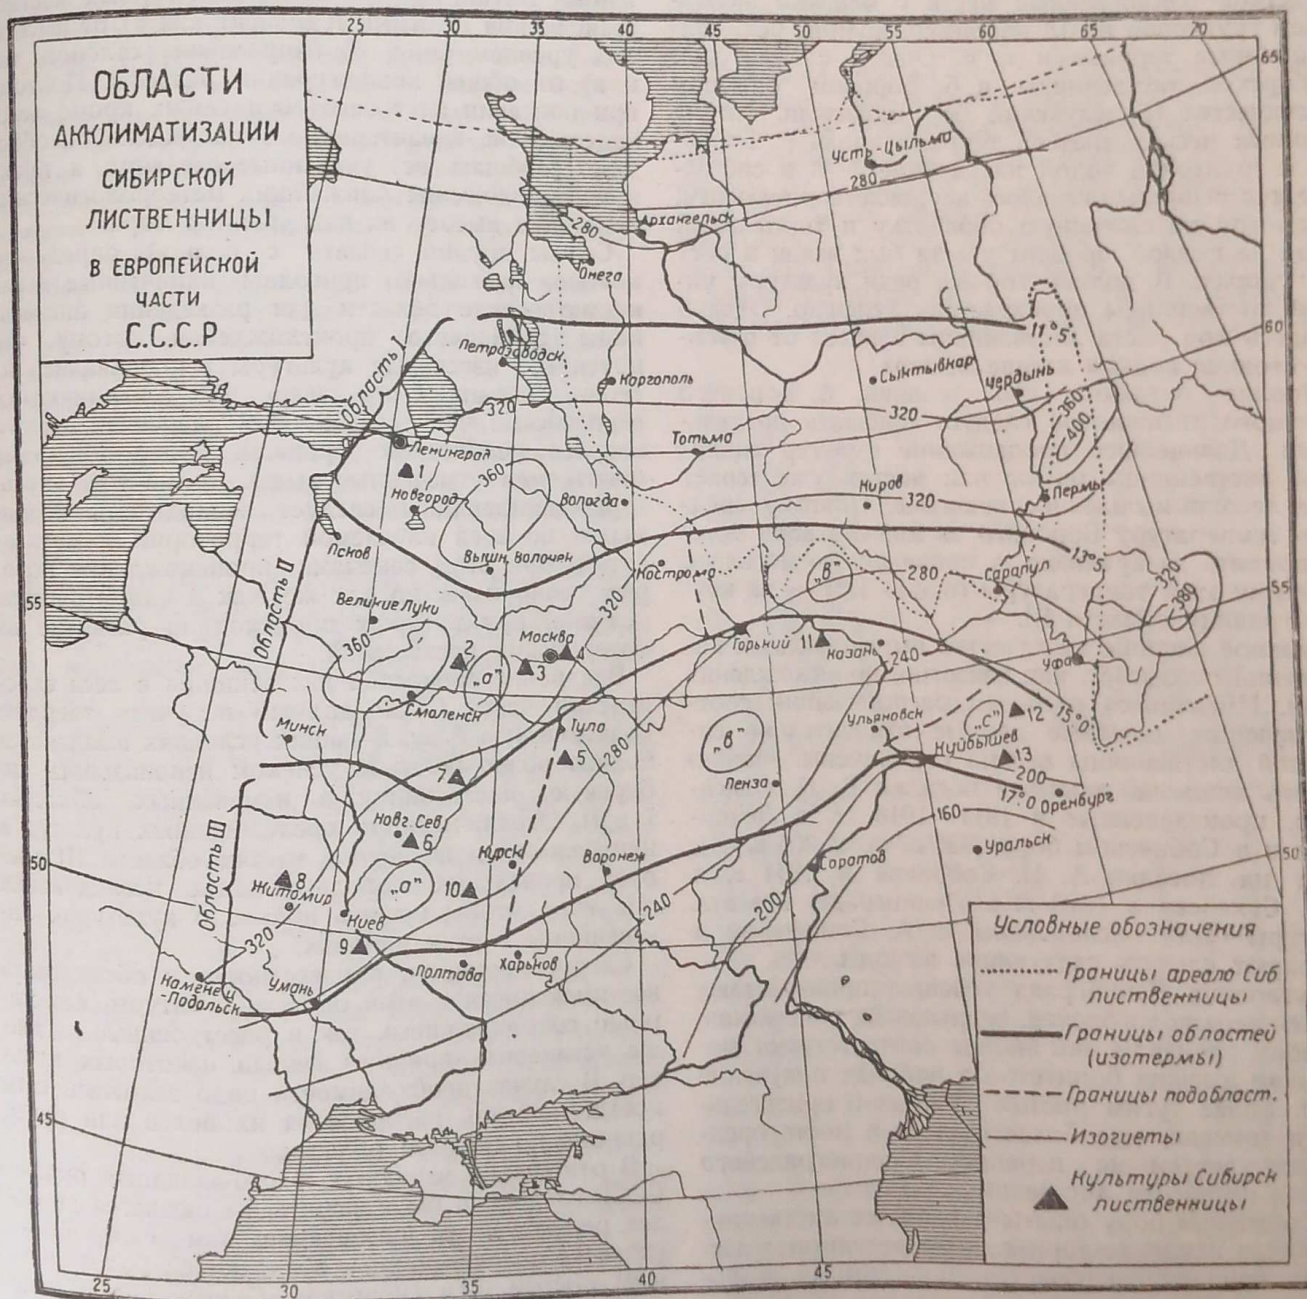 25
30
35
40
45
50
55
60
65
70
65
60
55
50
45
55
50
ОБЛАСТИ
АККЛИМАТИЗАЦИИ
СИБИРСКОЙ
ЛИСТВЕННИЦЫ
В ЕВРОПЕЙСКОЙ
ЧАСТИ
С.С.С.Р
Усть-Цыльма
280
Архангельск
280
Онега
11°5
Область I
Петрозаводск
Коргополь
Сыктывкар
Чердынь
360
400
320
320
Тотьма
Ленинград
1
360
Новгород
Вологда
Киров
320
Пермь
Псков
Вышн. Волочек
Кострома
„в"
280
Сарапул
13°5
320
380
Область II
Великие Луки
320
360
Москва
4
2
„а"
3
Горький
11
Казань
240
Уфа
Смоленск
15°0
Минск
Тула
5
280
„в"
Ульяновск
„с"
12
Куйбышев
13
200
7
Пенза
17°0
Оренбург
160
Новг. Сев.
6
Курск
Воронеж
Саратов
Уральск
Область III
8
Житомир
„а"
10
Киев
320
9
240
200
Полтава
Харьков
Каменец
-Подольск
Умань
Условные обозначения
Границы ареала Сиб
лиственницы
Границы областей
(изотермы)
Границы подобласт.
Изогиеты
Культуры Сибирск
лиственницы
25
30
35
40
45